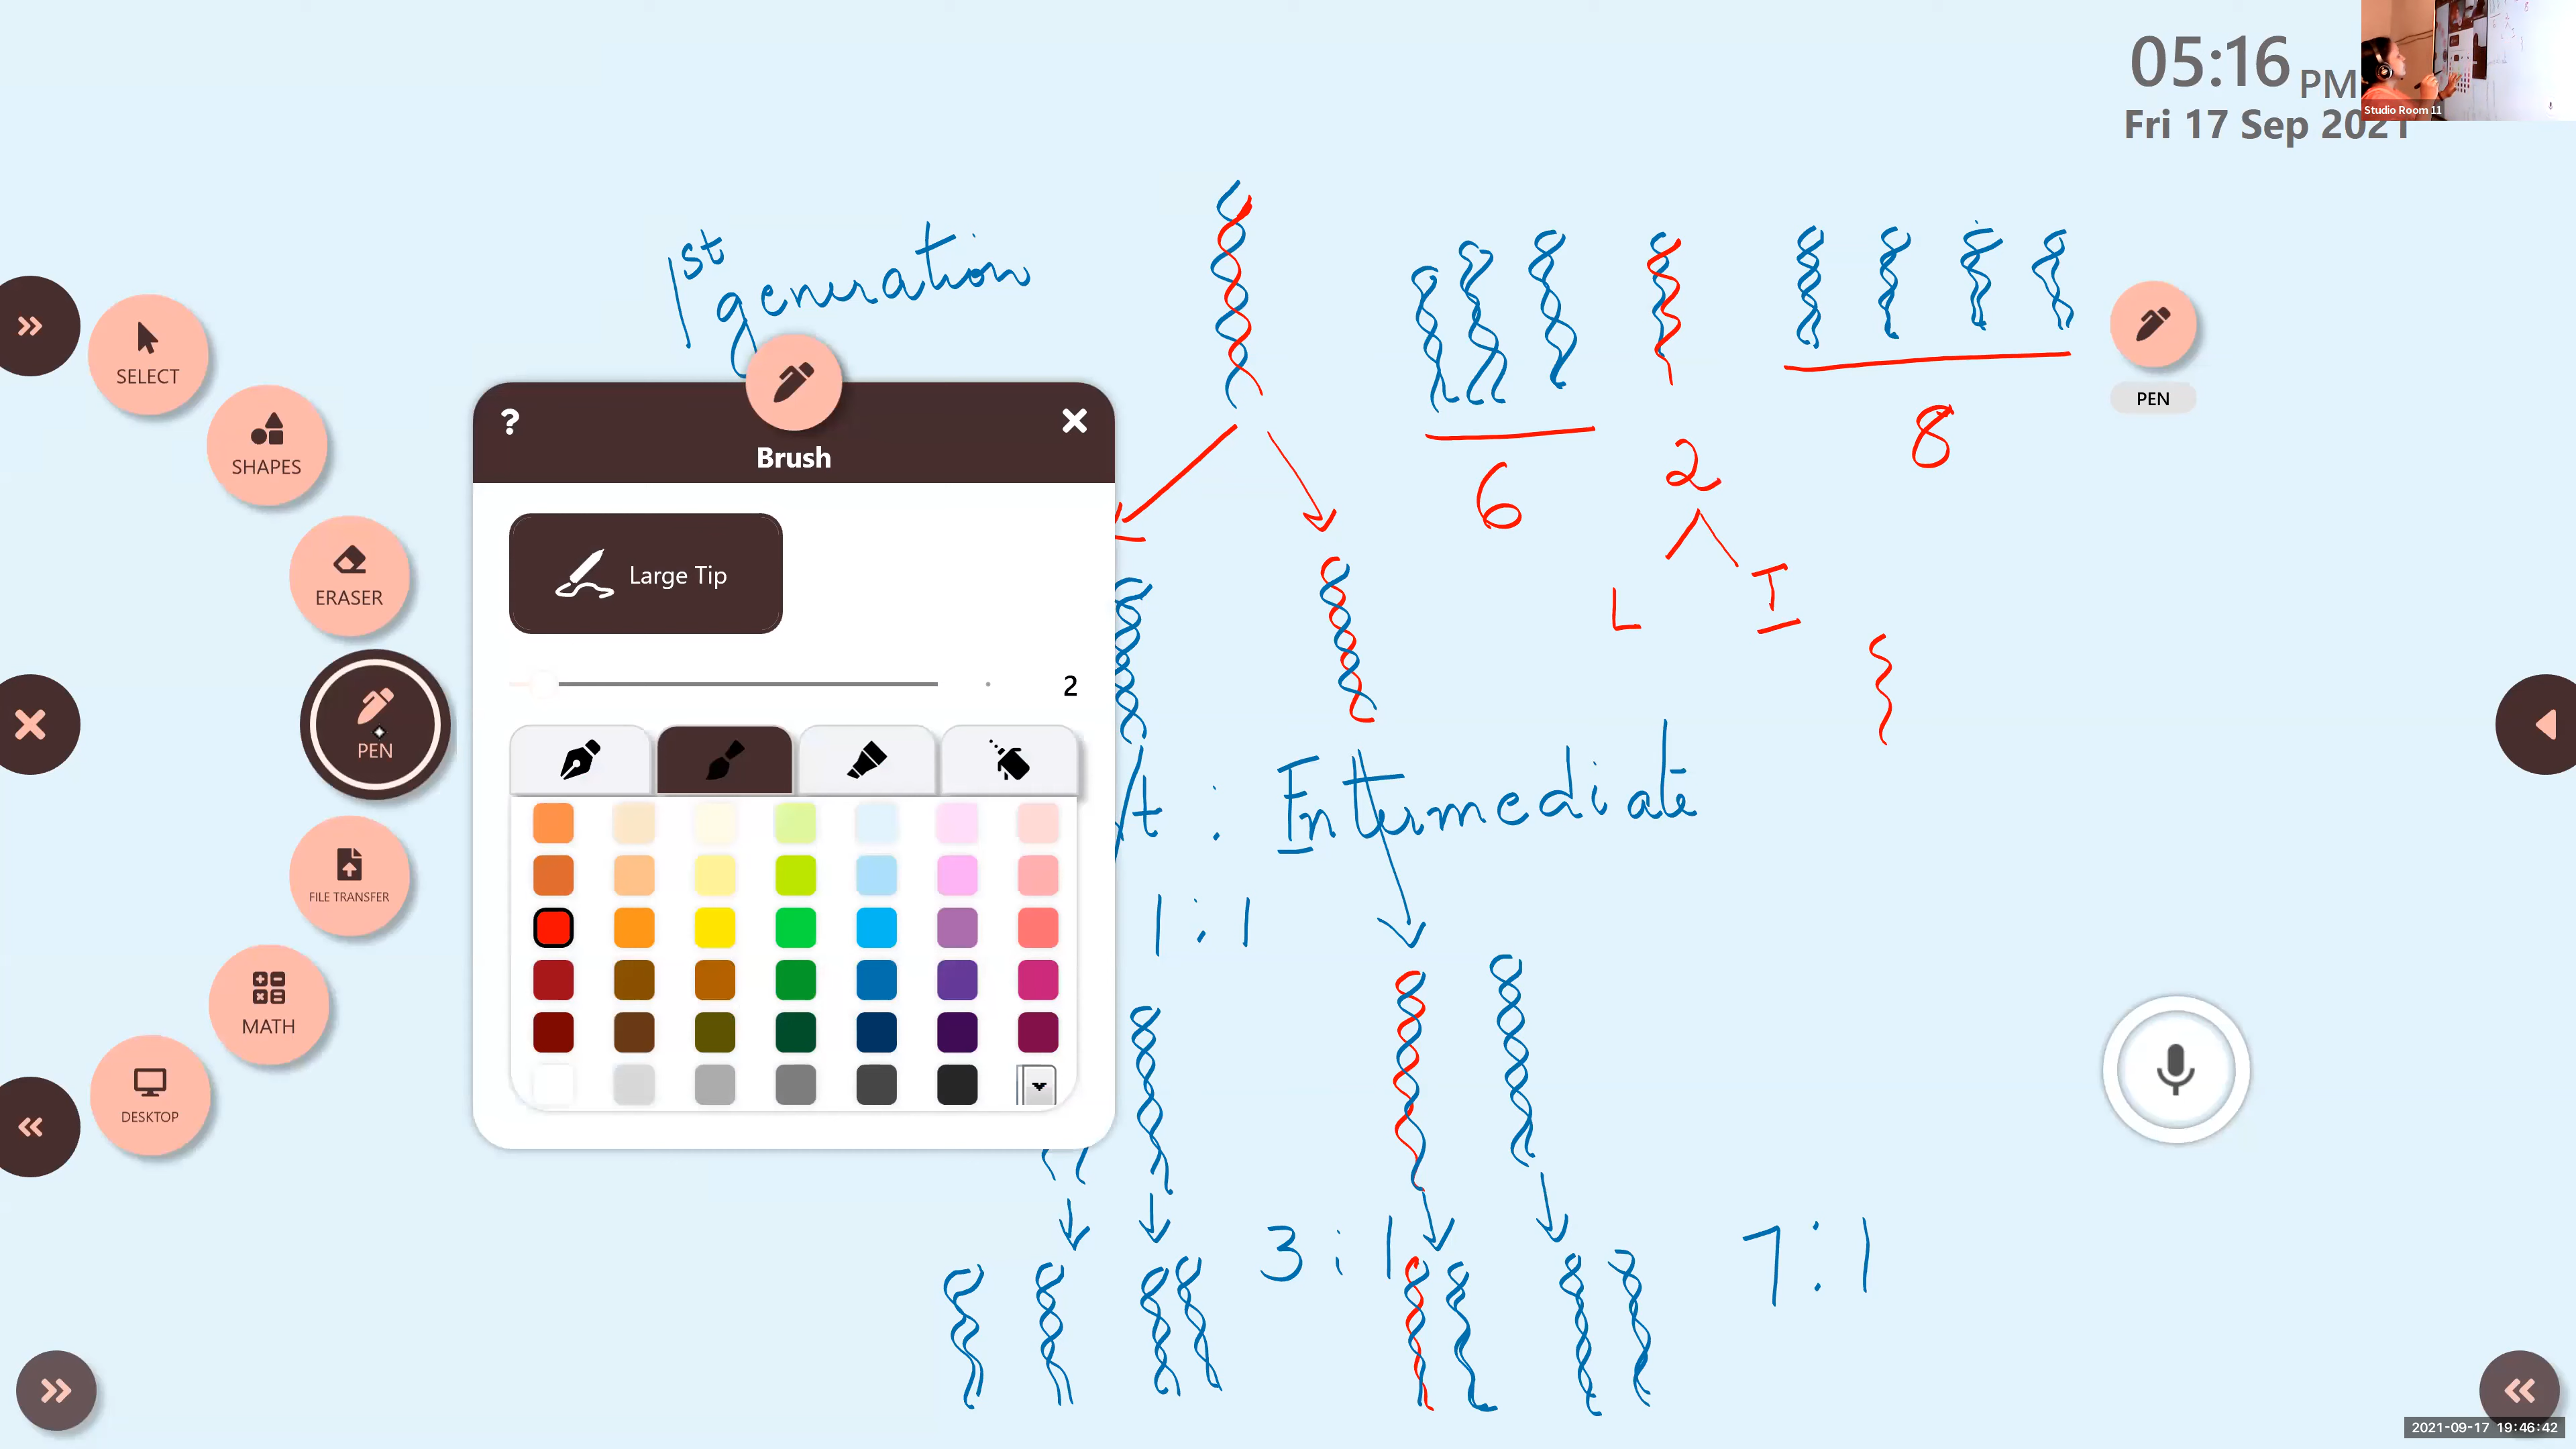 05:16 PM
Studio Room 11
Fri 17 Sep 2021
1st generation
SELECT
SHAPES
ERASER
PEN
FILE TRANSFER
MATH
DESKTOP
?
Brush
Large Tip
2
6
2
8
PEN
L
I
: Intermediate
1 : 1
3 : 1
7 : 1
2021-09-17 19:46:42